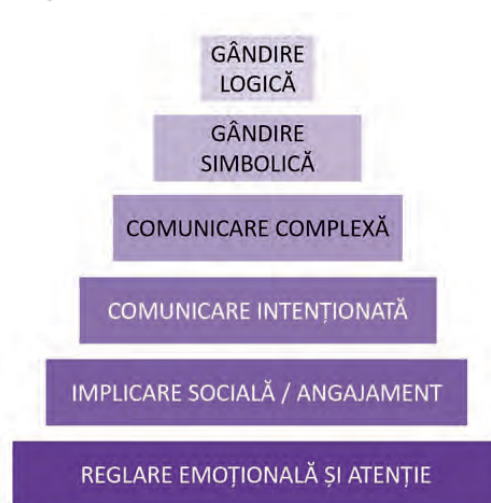 GÂNDIRE
LOGICĂ
GÂNDIRE
SIMBOLICĂ
COMUNICARE COMPLEXĂ
COMUNICARE INTENȚIONATĂ
IMPLICARE SOCIALĂ / ANGAJAMENT
REGLARE EMOȚIONALĂ ȘI ATENȚIE